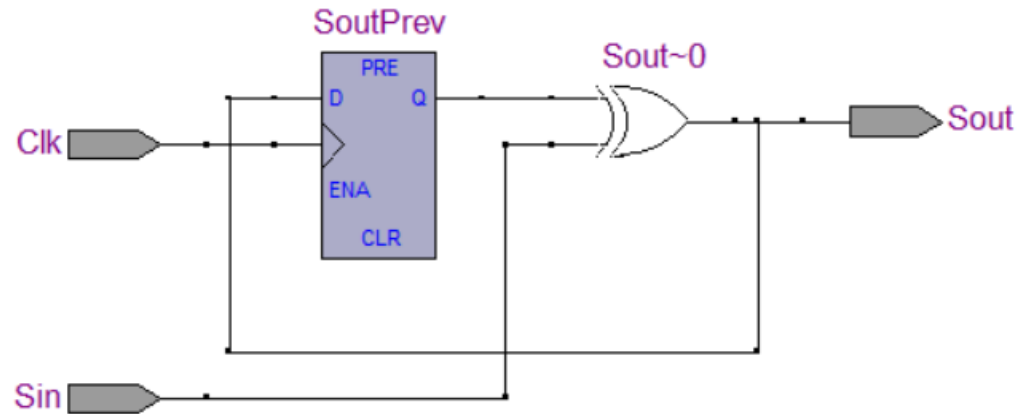 SoutPrev
Sout~0
PRE
D Q
Clk
Sout
ENA
CLR
Sin